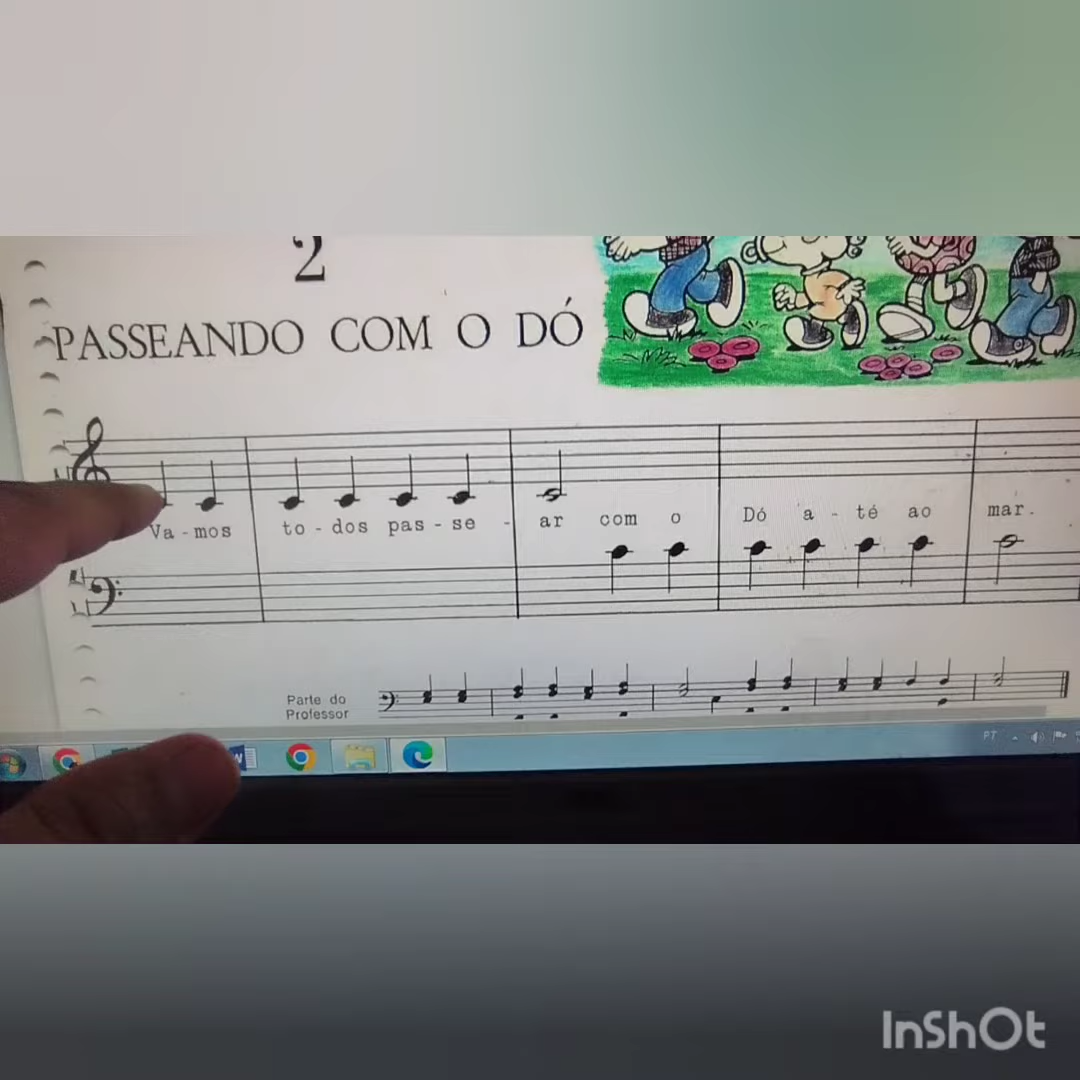 2
PASSEANDO COM O DÓ
Va - mos to - dos pas - se - ar com o Dó a - té ao mar.
Parte do
Professor
PT
InShOt